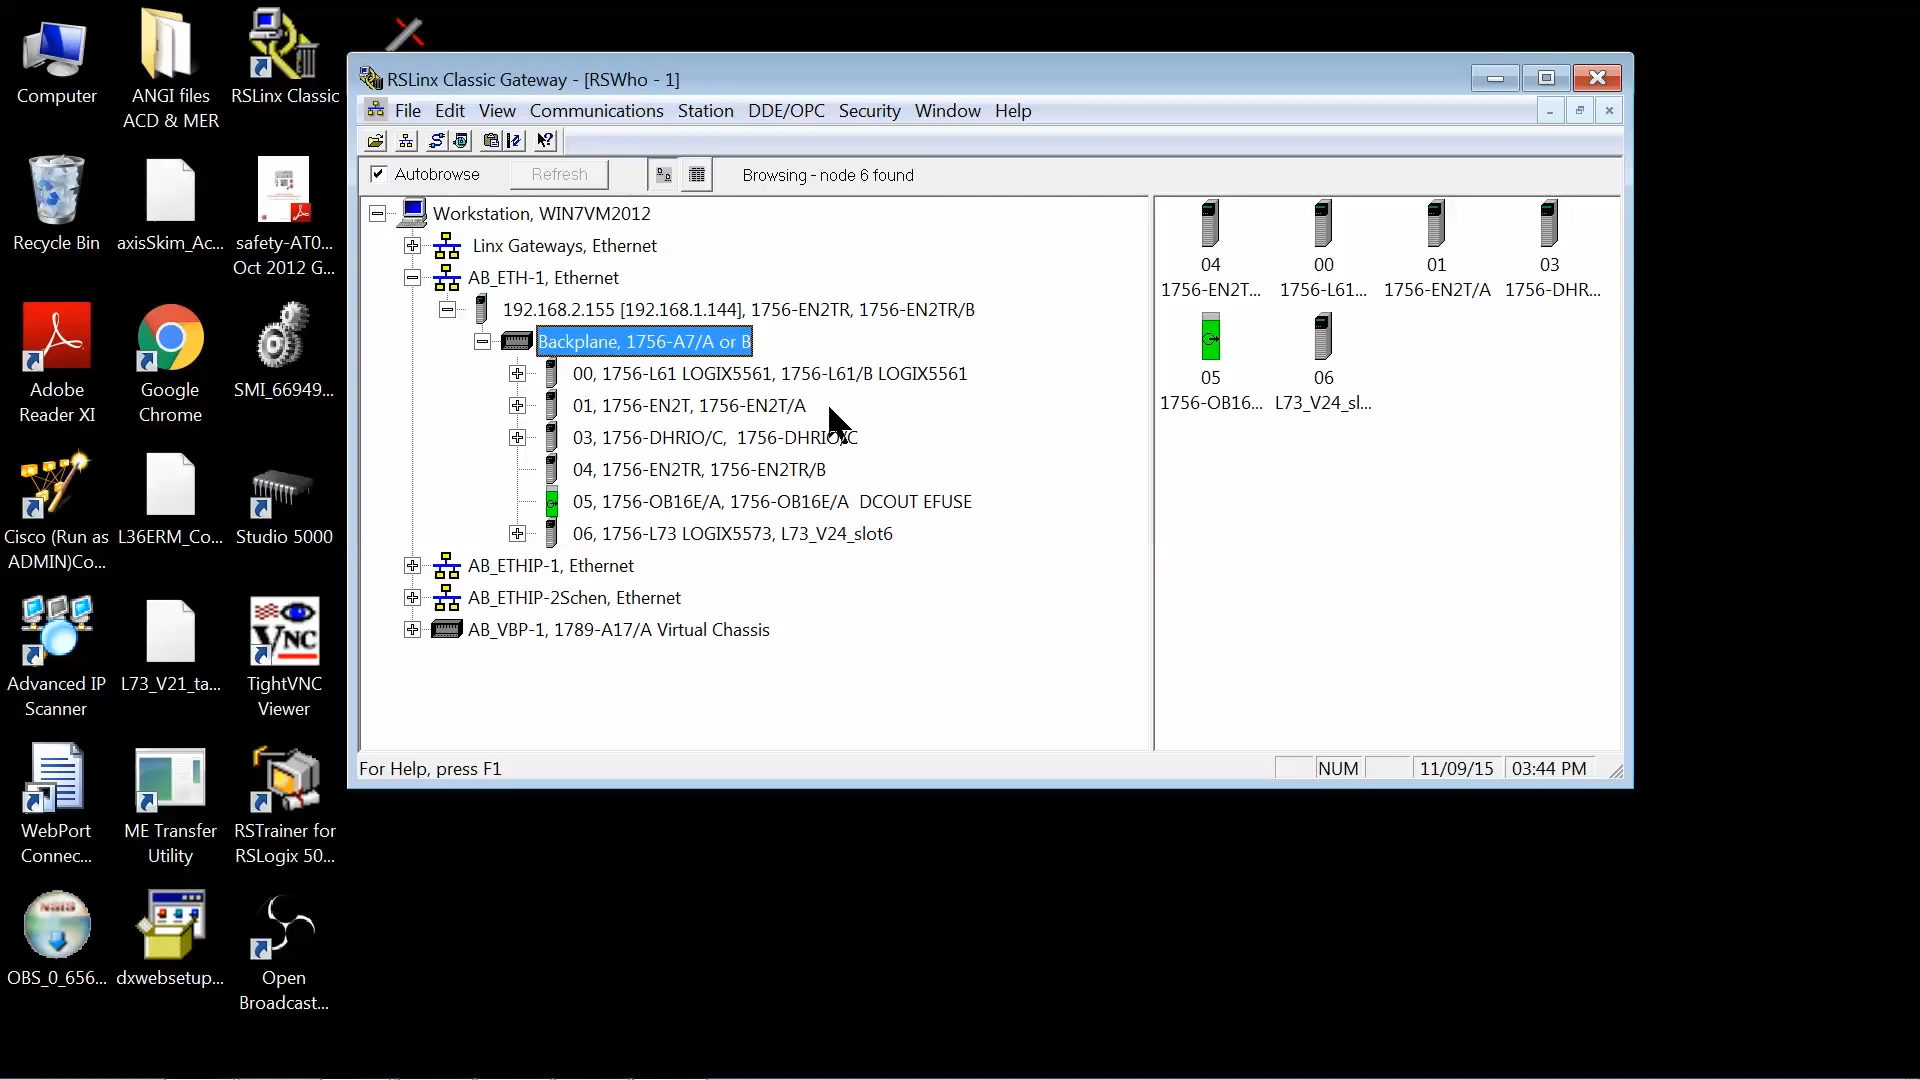 Computer
ANGI files
ACD & MER
RSLinx Classic
Recycle Bin
axisSkim_Ac...
safety-AT0...
Oct 2012 G...
Adobe
Reader XI
Google
Chrome
SMI_66949...
Cisco (Run as
ADMIN)Co...
L36ERM_Co...
Studio 5000
Advanced IP
Scanner
L73_V21_ta...
VNC
TightVNC
Viewer
WebPort
Connec...
ME Transfer
Utility
RSTrainer for
RSLogix 50...
NSIS
OBS_0_656...
dxwebsetup...
Open
Broadcast...
RSLinx Classic Gateway - [RSWho - 1]
File Edit View Communications Station DDE/OPC Security Window Help
Autobrowse Refresh Browsing - node 6 found
Workstation, WIN7VM2012
Linx Gateways, Ethernet
AB_ETH-1, Ethernet
192.168.2.155 [192.168.1.144], 1756-EN2TR, 1756-EN2TR/B
Backplane, 1756-A7/A or B
00, 1756-L61 LOGIX5561, 1756-L61/B LOGIX5561
01, 1756-EN2T, 1756-EN2T/A
03, 1756-DHRIO/C, 1756-DHRIO/C
04, 1756-EN2TR, 1756-EN2TR/B
05, 1756-OB16E/A, 1756-OB16E/A DCOUT EFUSE
06, 1756-L73 LOGIX5573, L73_V24_slot6
AB_ETHIP-1, Ethernet
AB_ETHIP-2Schen, Ethernet
AB_VBP-1, 1789-A17/A Virtual Chassis
04
1756-EN2T...
00
1756-L61...
01
1756-EN2T/A
03
1756-DHR...
05
1756-OB16...
06
L73_V24_sl...
For Help, press F1
NUM
11/09/15
03:44 PM